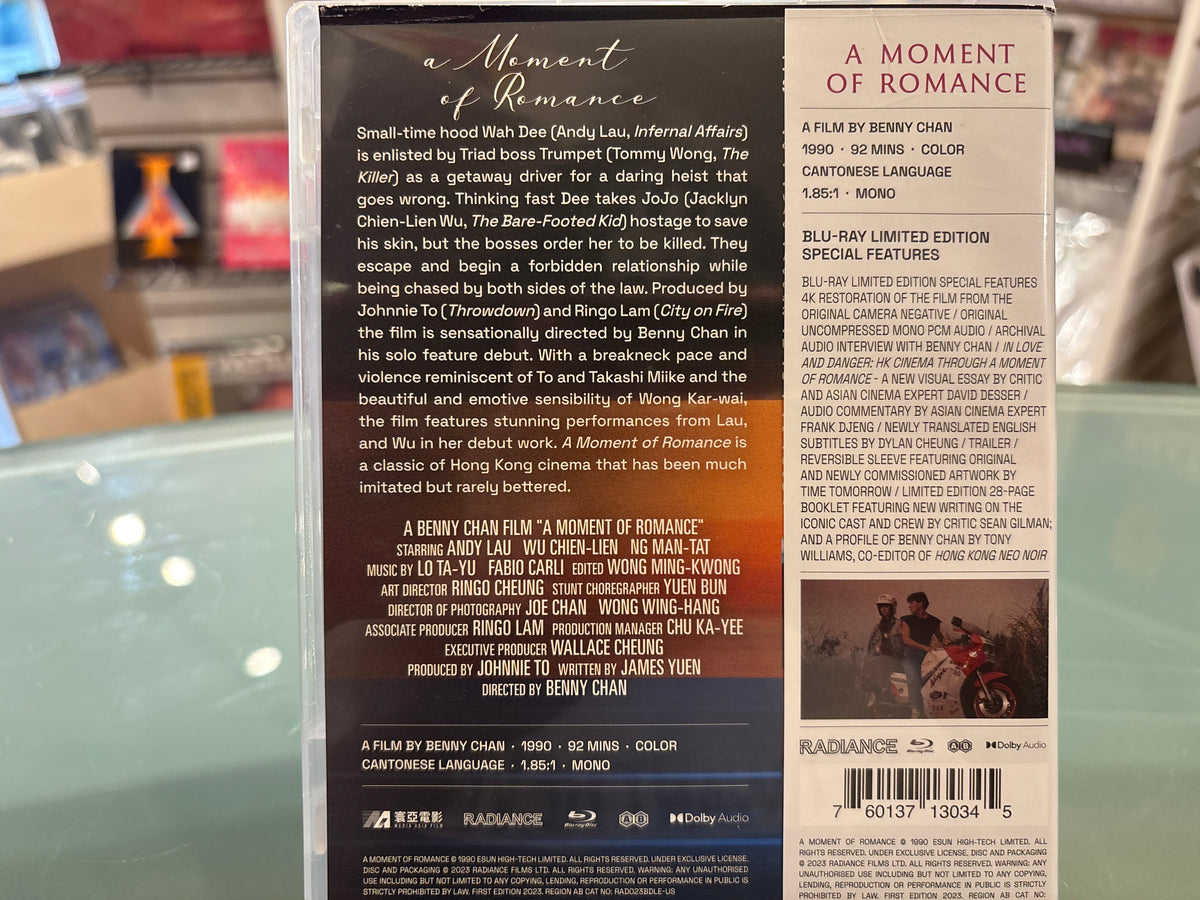 a Moment
of Romance
Small-time hood Wah Dee (Andy Lau, Infernal Affairs)
is enlisted by Triad boss Trumpet (Tommy Wong, The
Killer) as a getaway driver for a daring heist that
goes wrong. Thinking fast Dee takes JoJo (Jacklyn
Chien-Lien Wu, The Bare-Footed Kid) hostage to save
his skin, but the bosses order her to be killed. They
escape and begin a forbidden relationship while
being chased by both sides of the law. Produced by
Johnnie To (Throwdown) and Ringo Lam (City on Fire)
the film is sensationally directed by Benny Chan in
his solo feature debut. With a breakneck pace and
violence reminiscent of To and Takashi Miike and the
beautiful and emotive sensibility of Wong Kar-wai,
the film features stunning performances from Lau,
and Wu in her debut work. A Moment of Romance is
a classic of Hong Kong cinema that has been much
imitated but rarely bettered.
A BENNY CHAN FILM "A MOMENT OF ROMANCE"
STARRING ANDY LAU WU CHIEN-LIEN NG MAN-TAT
MUSIC BY LO TA-YU FABIO CARLI EDITED WONG MING-KWONG
ART DIRECTOR RINGO CHEUNG STUNT CHOREGRAPHER YUEN BUN
DIRECTOR OF PHOTOGRAPHY JOE CHAN WONG WING-HANG
ASSOCIATE PRODUCER RINGO LAM PRODUCTION MANAGER CHU KA-YEE
EXECUTIVE PRODUCER WALLACE CHEUNG
PRODUCED BY JOHNNIE TO WRITTEN BY JAMES YUEN
DIRECTED BY BENNY CHAN
A FILM BY BENNY CHAN · 1990 · 92 MINS · COLOR
CANTONESE LANGUAGE · 1.85:1 · MONO
寰亞電影
MEDIA ASIA FILM
RADIANCE
Blu-ray Disc
A B
Dolby Audio
A MOMENT OF ROMANCE © 1990 ESUN HIGH-TECH LIMITED. ALL RIGHTS RESERVED. UNDER EXCLUSIVE LICENSE.
DISC AND PACKAGING © 2023 RADIANCE FILMS LTD. ALL RIGHTS RESERVED. WARNING: ANY UNAUTHORISED
USE INCLUDING BUT NOT LIMITED TO ANY COPYING, LENDING, REPRODUCTION OR PERFORMANCE IN PUBLIC IS
STRICTLY PROHIBITED BY LAW. FIRST EDITION 2023. REGION AB CAT NO: RAD023BDLE-US
A MOMENT
OF ROMANCE
A FILM BY BENNY CHAN
1990 · 92 MINS · COLOR
CANTONESE LANGUAGE
1.85:1 · MONO
BLU-RAY LIMITED EDITION
SPECIAL FEATURES
BLU-RAY LIMITED EDITION SPECIAL FEATURES
4K RESTORATION OF THE FILM FROM THE
ORIGINAL CAMERA NEGATIVE / ORIGINAL
UNCOMPRESSED MONO PCM AUDIO / ARCHIVAL
AUDIO INTERVIEW WITH BENNY CHAN / IN LOVE
AND DANGER: HK CINEMA THROUGH A MOMENT
OF ROMANCE - A NEW VISUAL ESSAY BY CRITIC
AND ASIAN CINEMA EXPERT DAVID DESSER /
AUDIO COMMENTARY BY ASIAN CINEMA EXPERT
FRANK DJENG / NEWLY TRANSLATED ENGLISH
SUBTITLES BY DYLAN CHEUNG / TRAILER /
REVERSIBLE SLEEVE FEATURING ORIGINAL
AND NEWLY COMMISSIONED ARTWORK BY
TIME TOMORROW / LIMITED EDITION 28-PAGE
BOOKLET FEATURING NEW WRITING ON THE
ICONIC CAST AND CREW BY CRITIC SEAN GILMAN;
AND A PROFILE OF BENNY CHAN BY TONY
WILLIAMS, CO-EDITOR OF HONG KONG NEO NOIR
RADIANCE
Blu-ray Disc
A B
Dolby Audio
7 60137 13034 5
A MOMENT OF ROMANCE © 1990 ESUN HIGH-TECH LIMITED. ALL
RIGHTS RESERVED. UNDER EXCLUSIVE LICENSE. DISC AND PACKAGING
© 2023 RADIANCE FILMS LTD. ALL RIGHTS RESERVED. WARNING: ANY
UNAUTHORISED USE INCLUDING BUT NOT LIMITED TO ANY COPYING,
LENDING, REPRODUCTION OR PERFORMANCE IN PUBLIC IS STRICTLY
PROHIBITED BY LAW. FIRST EDITION 2023. REGION AB CAT NO: